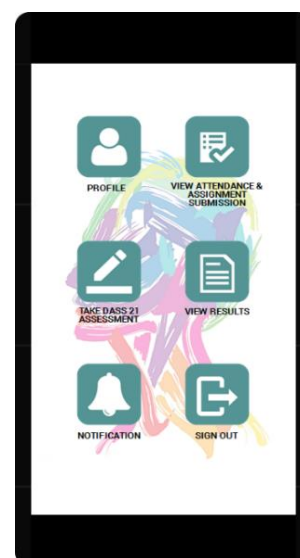 PROFILE
VIEW ATTENDANCE &
ASSIGNMENT
SUBMISSION
TAKE DASS 21
ASSESSMENT
VIEW RESULTS
NOTIFICATION
SIGN OUT